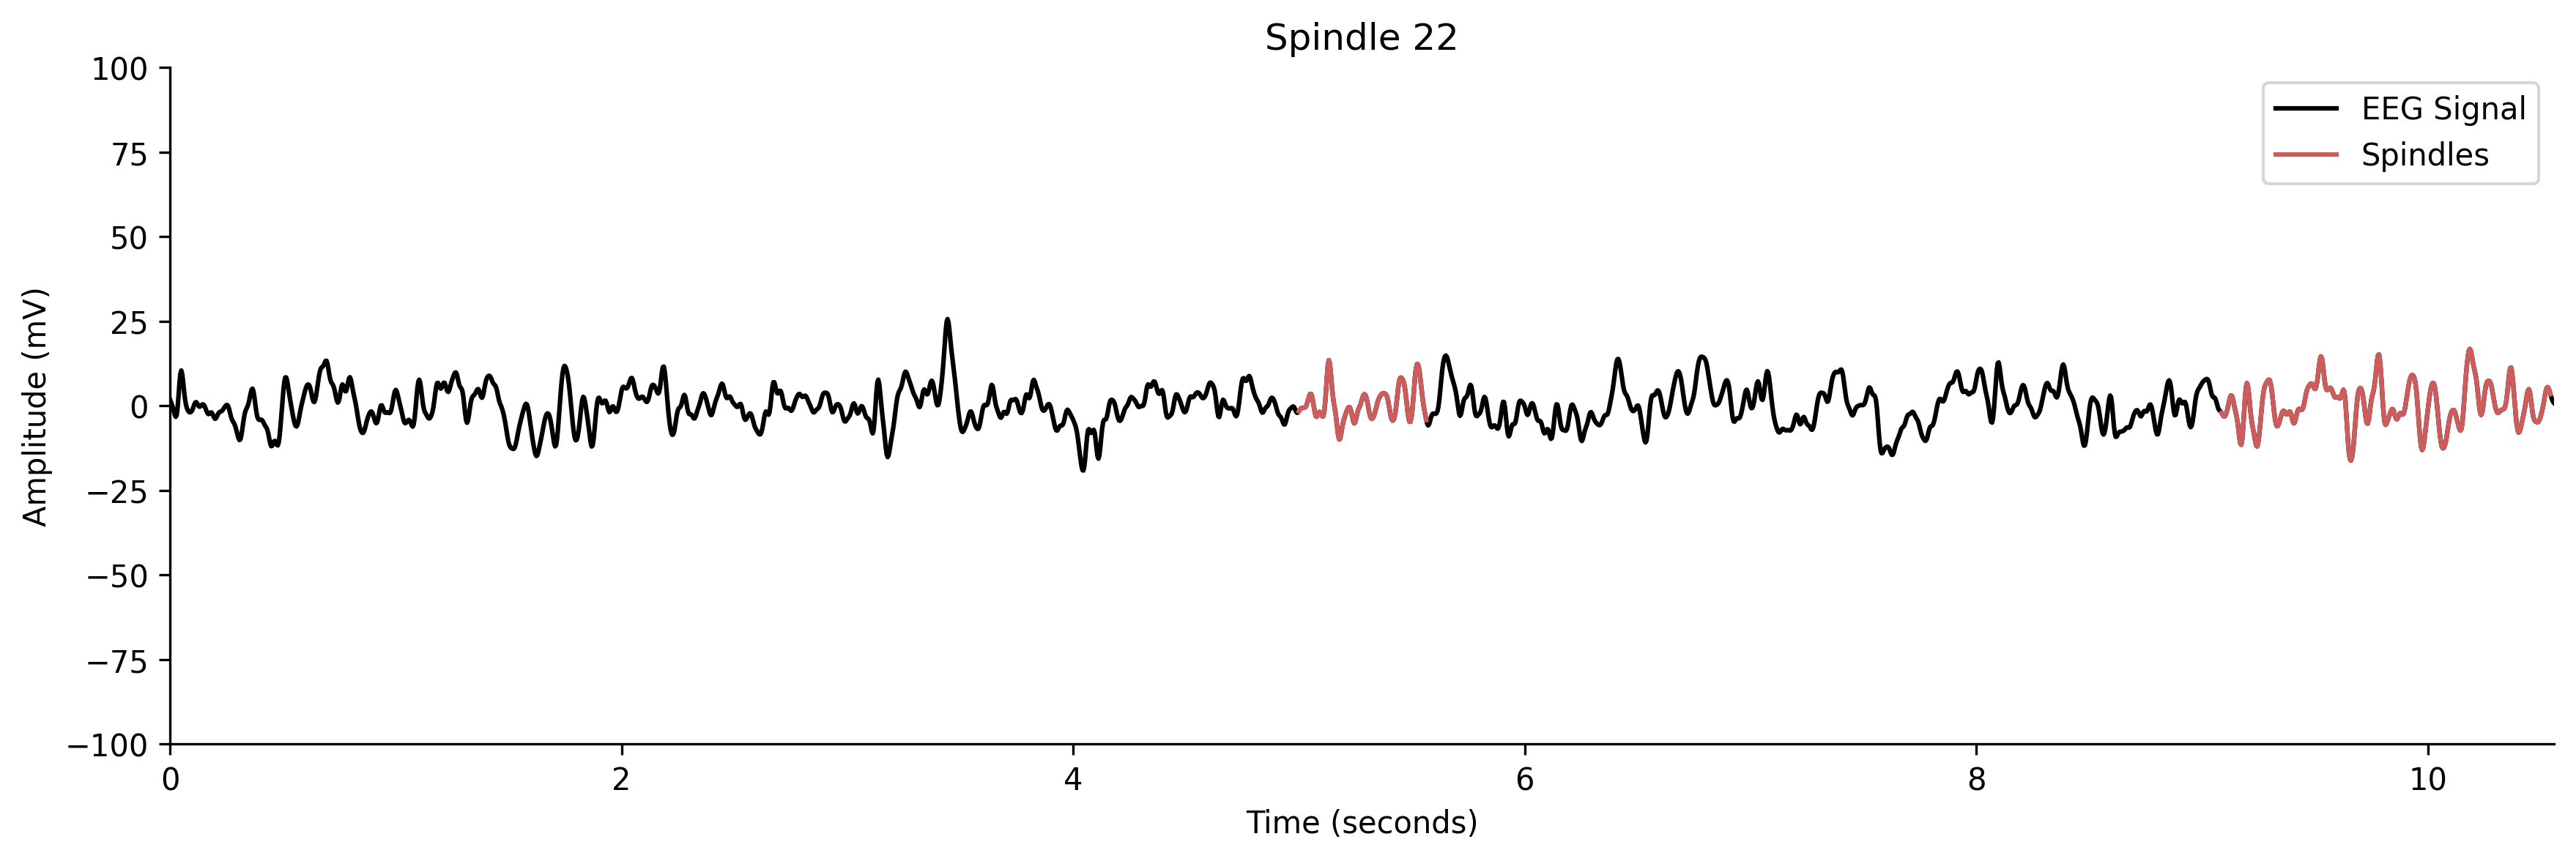 Spindle 22
100
75
50
25
0
−25
−50
−75
−100
Amplitude (mV)
EEG Signal
Spindles
0 2 4 6 8 10
Time (seconds)